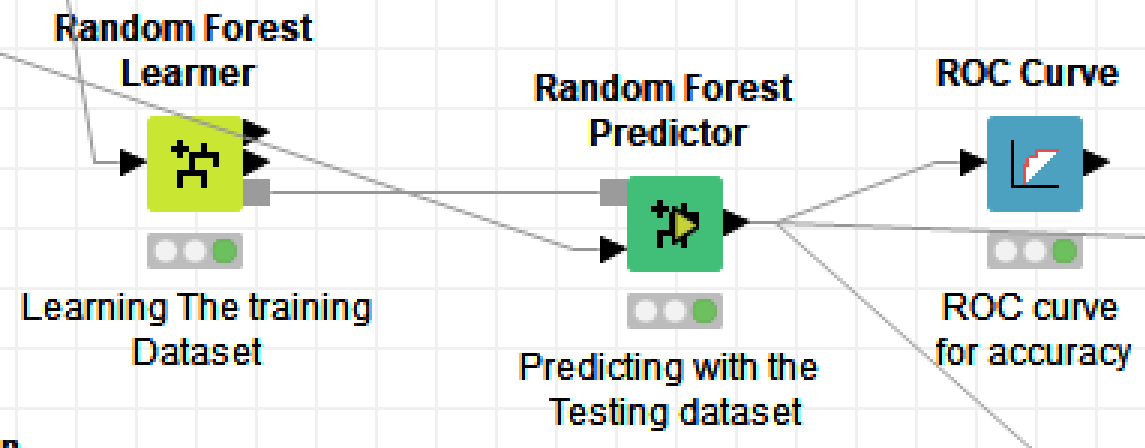 Random Forest
Learner
Learning The training
Dataset
Random Forest
Predictor
Predicting with the
Testing dataset
ROC Curve
ROC curve
for accuracy